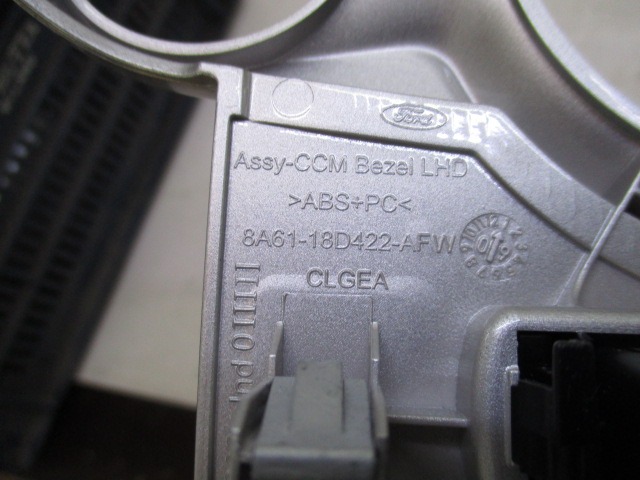 Ford
Assy-CCM Bezel LHD
>ABS+PC<
8A61-18D422-AFW
CLGEA